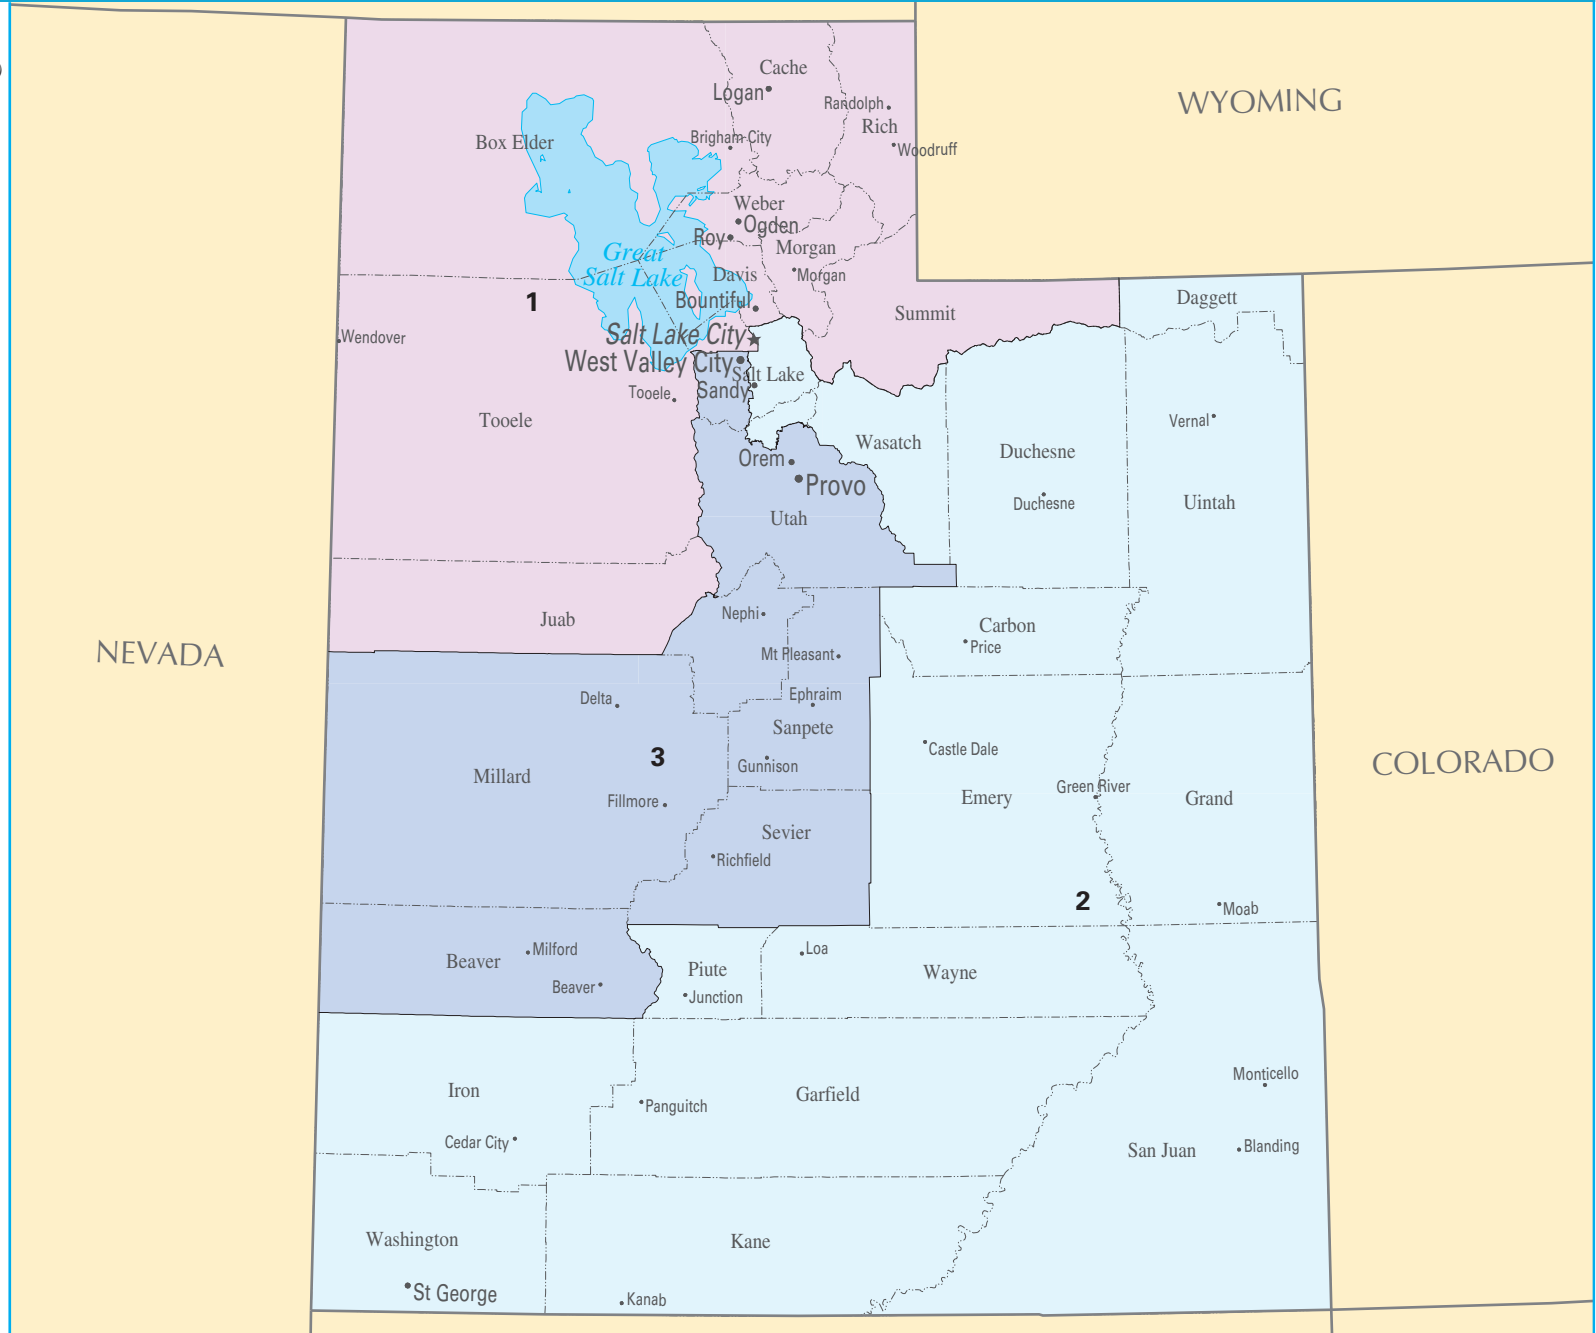 Cache
Logan
WYOMING
Randolph
Rich
Brigham City
Box Elder
Woodruff
Weber
Ogden
Roy
Morgan
Great
Salt Lake
Davis
Morgan
Bountiful
Daggett
1
Summit
Wendover
Salt Lake City
West Valley City
Salt Lake
Sandy
Tooele
Tooele
Vernal
Wasatch
Duchesne
Orem
Provo
Duchesne
Uintah
Utah
Juab
Nephi
Carbon
Price
NEVADA
Mt Pleasant
Delta
Ephraim
Sanpete
Castle Dale
3
Gunnison
COLORADO
Millard
Green River
Fillmore
Emery
Grand
Sevier
Richfield
2
Moab
Milford
Loa
Beaver
Piute
Wayne
Beaver
Junction
Monticello
Iron
Garfield
Panguitch
Cedar City
San Juan
Blanding
Washington
Kane
St George
Kanab